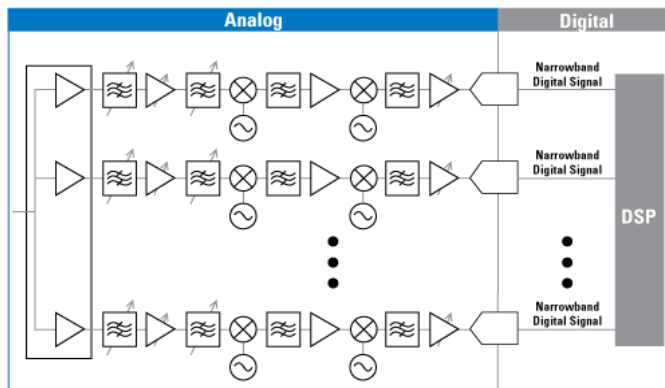 Analog
Digital
Narrowband
Digital Signal
Narrowband
Digital Signal
DSP
Narrowband
Digital Signal